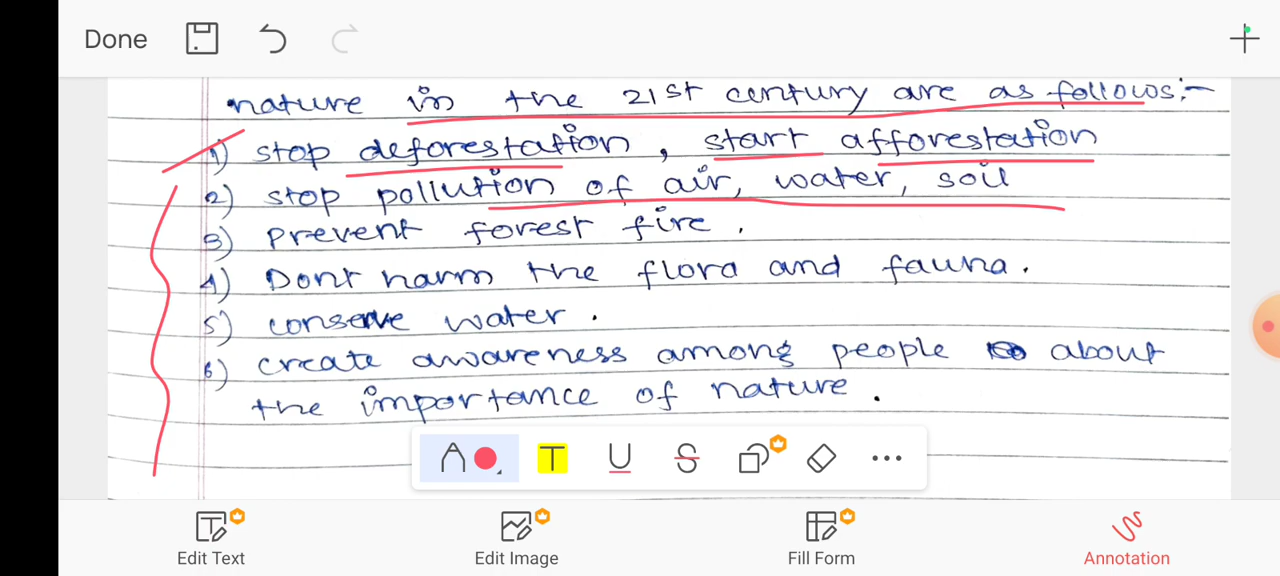 Done
nature in the 21st century are as follows:-
1) stop deforestation, start afforestation
2) stop pollution of air, water, soil
3) Prevent forest fire.
4) Dont harm the flora and fauna.
5) conserve water.
6) create awareness among people about
the importance of nature.
A T U S
Edit Text Edit Image Fill Form Annotation